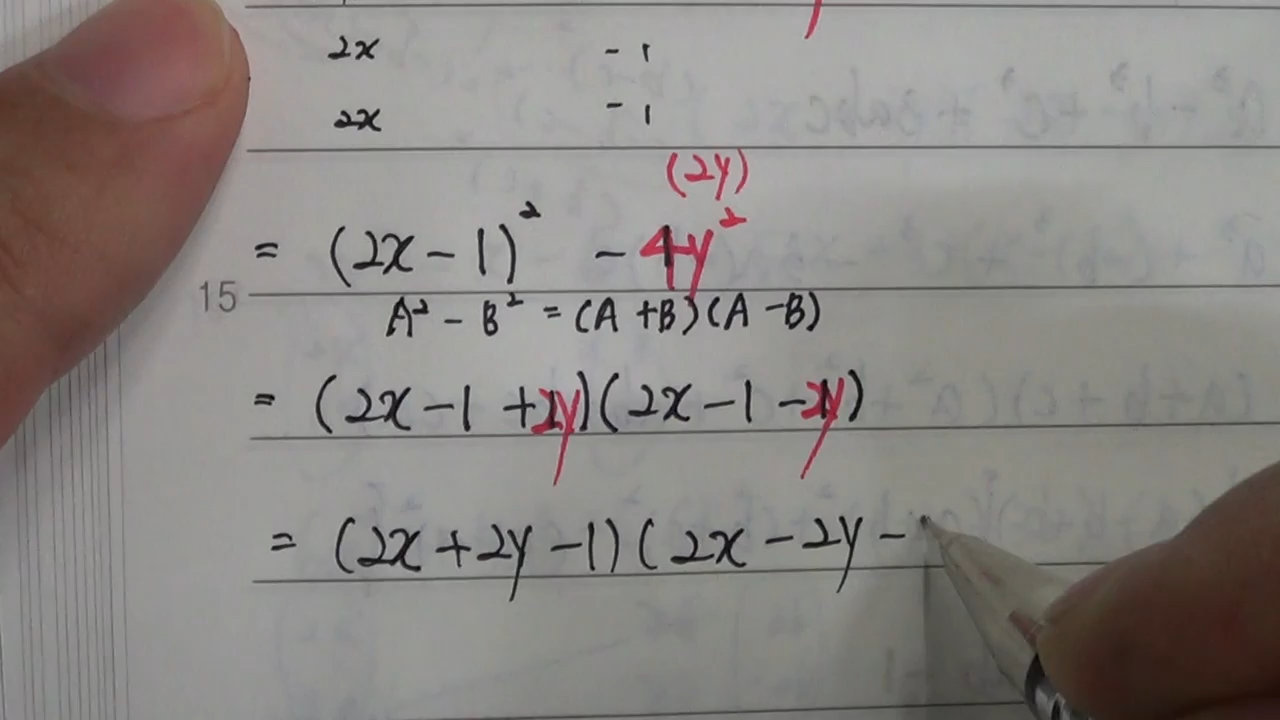 2x - 1
2x - 1
(2y)
= (2x - 1)² - 4y²
15
A² - B² = (A + B)(A - B)
= (2x - 1 + 2y)(2x - 1 - 2y)
= (2x + 2y - 1)(2x - 2y -